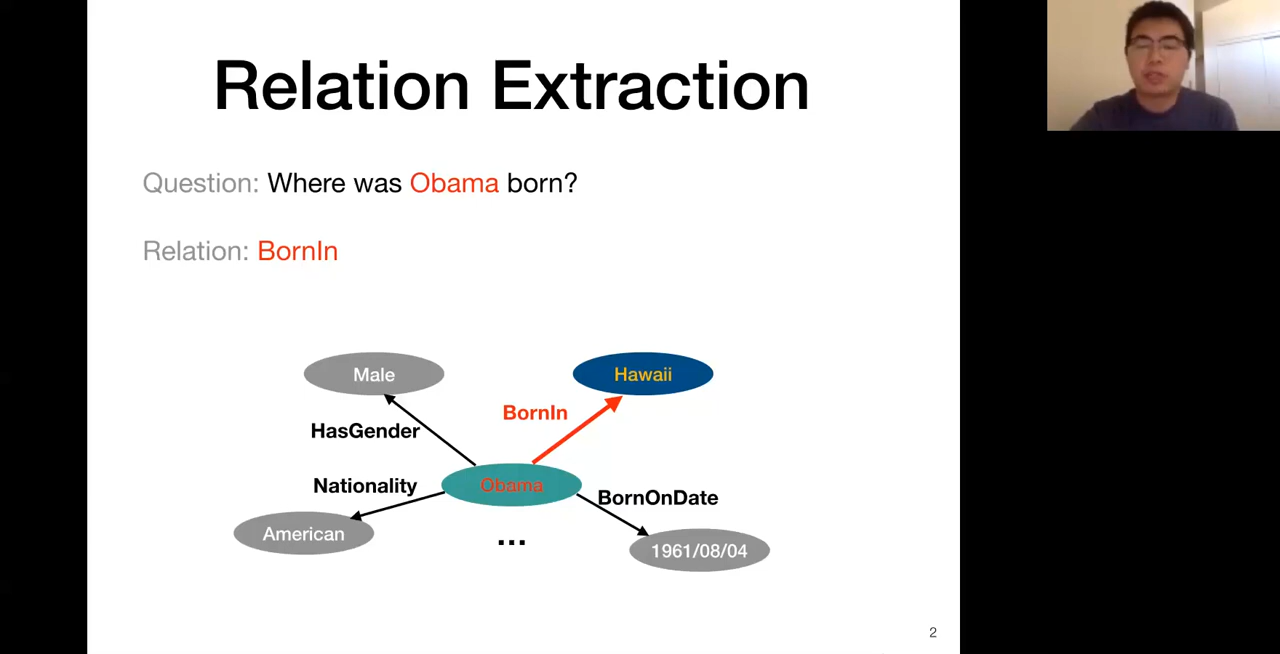 Relation Extraction
Question: Where was Obama born?
Relation: BornIn
Male
Hawaii
BornIn
HasGender
Nationality
Obama
BornOnDate
American
...
1961/08/04
2